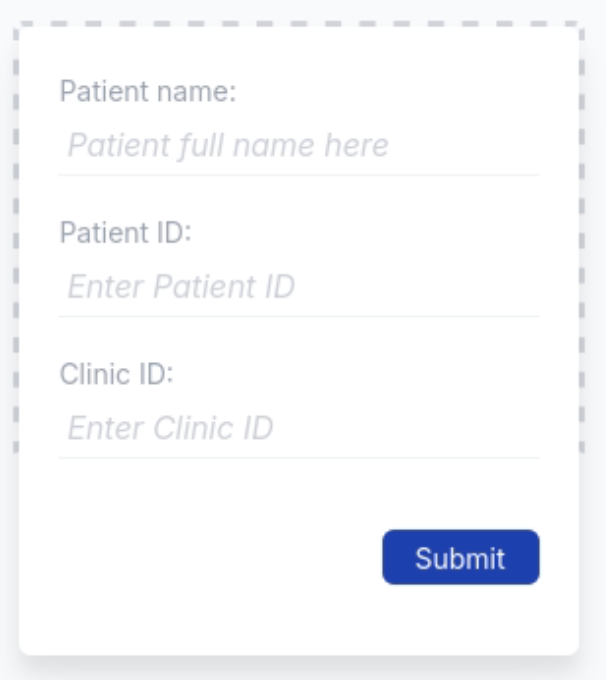 Patient name:
Patient full name here
Patient ID:
Enter Patient ID
Clinic ID:
Enter Clinic ID
Submit